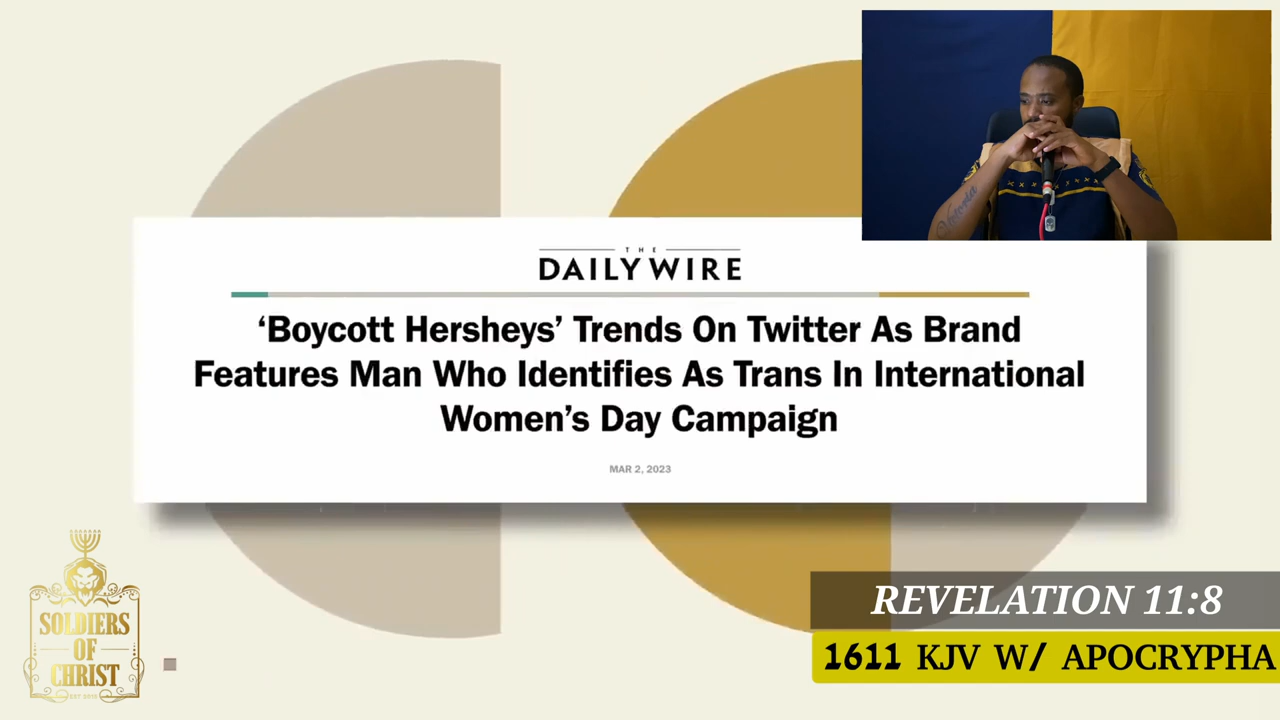 THE
DAILY WIRE
‘Boycott Hersheys’ Trends On Twitter As Brand
Features Man Who Identifies As Trans In International
Women’s Day Campaign
MAR 2, 2023
REVELATION 11:8
1611 KJV W/ APOCRYPHA
SOLDIERS
OF
CHRIST